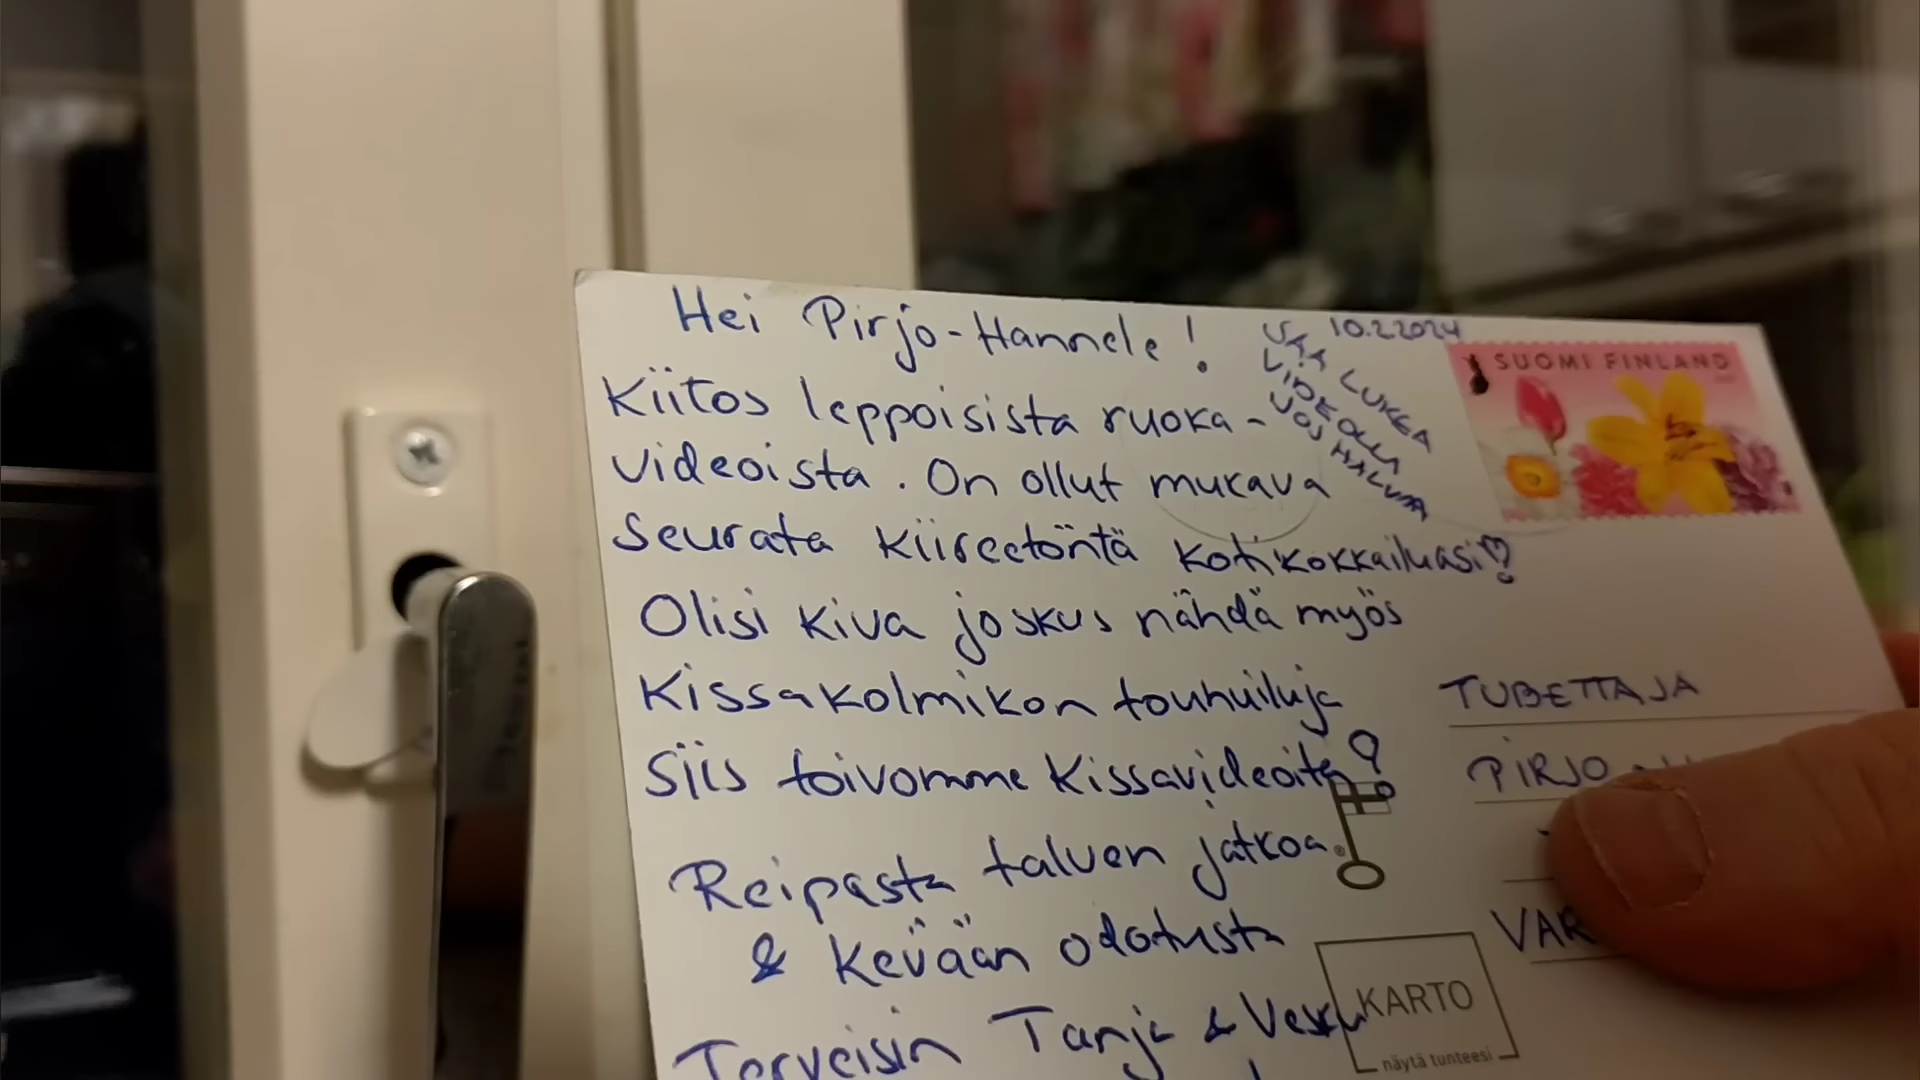 Hei Pirjo-Hannele!
10.2.2024
SAA LUKEA
VIDEOLLA
JOS HALUAA
SUOMI FINLAND
Kiitos leppoisista ruoka-
videoista. On ollut mukava
seurata kiireetöntä kotikokkailuasi♡
Olisi kiva joskus nähdä myös
Kissakolmikon touhuiluja
Siis toivomme Kissavideoita!
Reipasta talven jatkoa.
& Kevään odotusta
Terveisin Tanja & Vesku
TUBETTAJA
PIRJO -
VAR
KARTO
näytä tunteesi